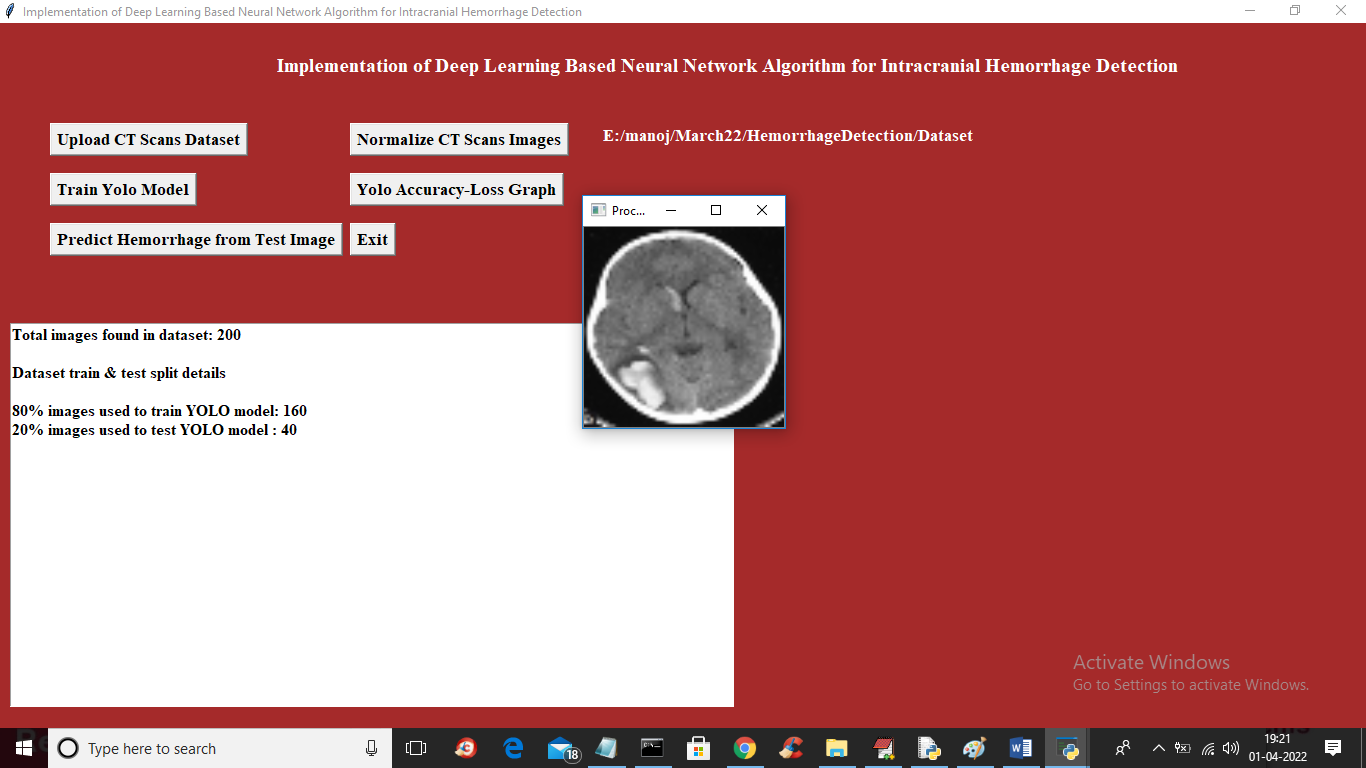 Implementation of Deep Learning Based Neural Network Algorithm for Intracranial Hemorrhage Detection
Implementation of Deep Learning Based Neural Network Algorithm for Intracranial Hemorrhage Detection
Upload CT Scans Dataset
Normalize CT Scans Images
E:/manoj/March22/HemorrhageDetection/Dataset
Train Yolo Model
Yolo Accuracy-Loss Graph
Proc...
Predict Hemorrhage from Test Image
Exit
Total images found in dataset: 200
Dataset train & test split details
80% images used to train YOLO model: 160
20% images used to test YOLO model : 40
Activate Windows
Go to Settings to activate Windows.
Type here to search
18
19:21
01-04-2022